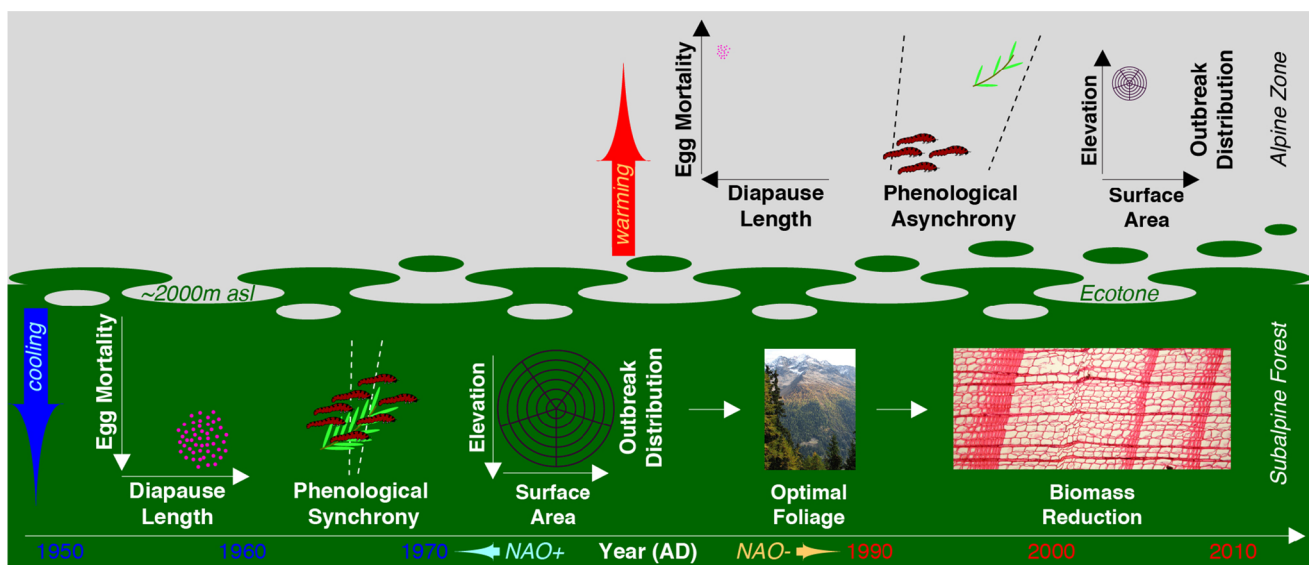 Egg Mortality
Diapause
Length
Phenological
Asynchrony
Elevation
Surface
Area
Outbreak
Distribution
Alpine Zone
warming
~2000m asl
Ecotone
cooling
Egg Mortality
Diapause
Length
Phenological
Synchrony
Elevation
Surface
Area
Outbreak
Distribution
Optimal
Foliage
Biomass
Reduction
Subalpine Forest
1950 1960 1970 NAO+ Year (AD) NAO- 1990 2000 2010